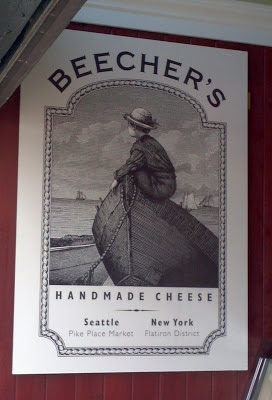 BEECHER'S
HANDMADE CHEESE
Seattle New York
Pike Place Market Flatiron District